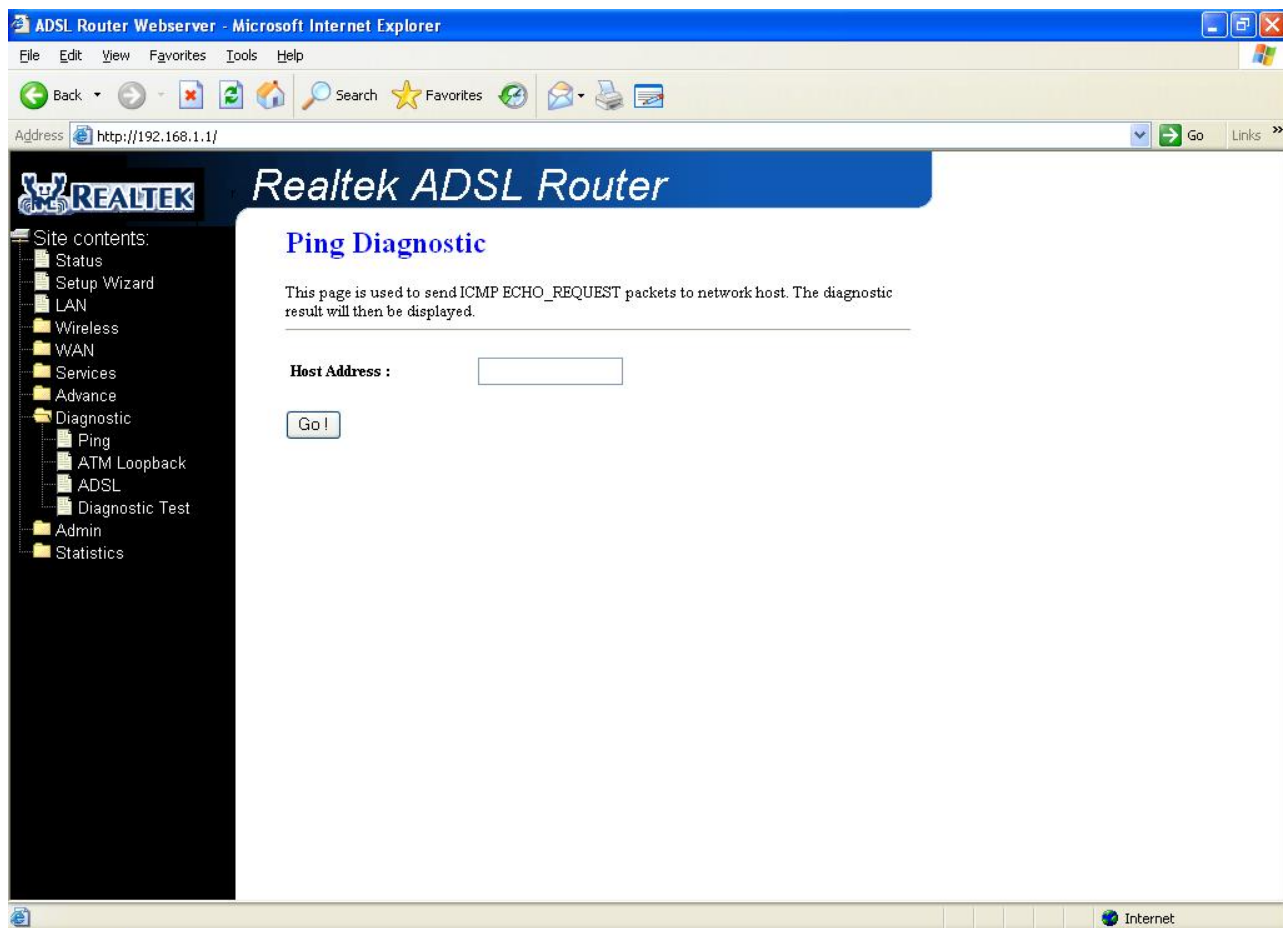 ADSL Router Webserver - Microsoft Internet Explorer
File Edit View Favorites Tools Help
Back Search Favorites
Address http://192.168.1.1/ Go Links »
REALTEK
Realtek ADSL Router
Site contents:
Status
Setup Wizard
LAN
Wireless
WAN
Services
Advance
Diagnostic
Ping
ATM Loopback
ADSL
Diagnostic Test
Admin
Statistics
Ping Diagnostic
This page is used to send ICMP ECHO_REQUEST packets to network host. The diagnostic
result will then be displayed.
Host Address :
Go !
Internet